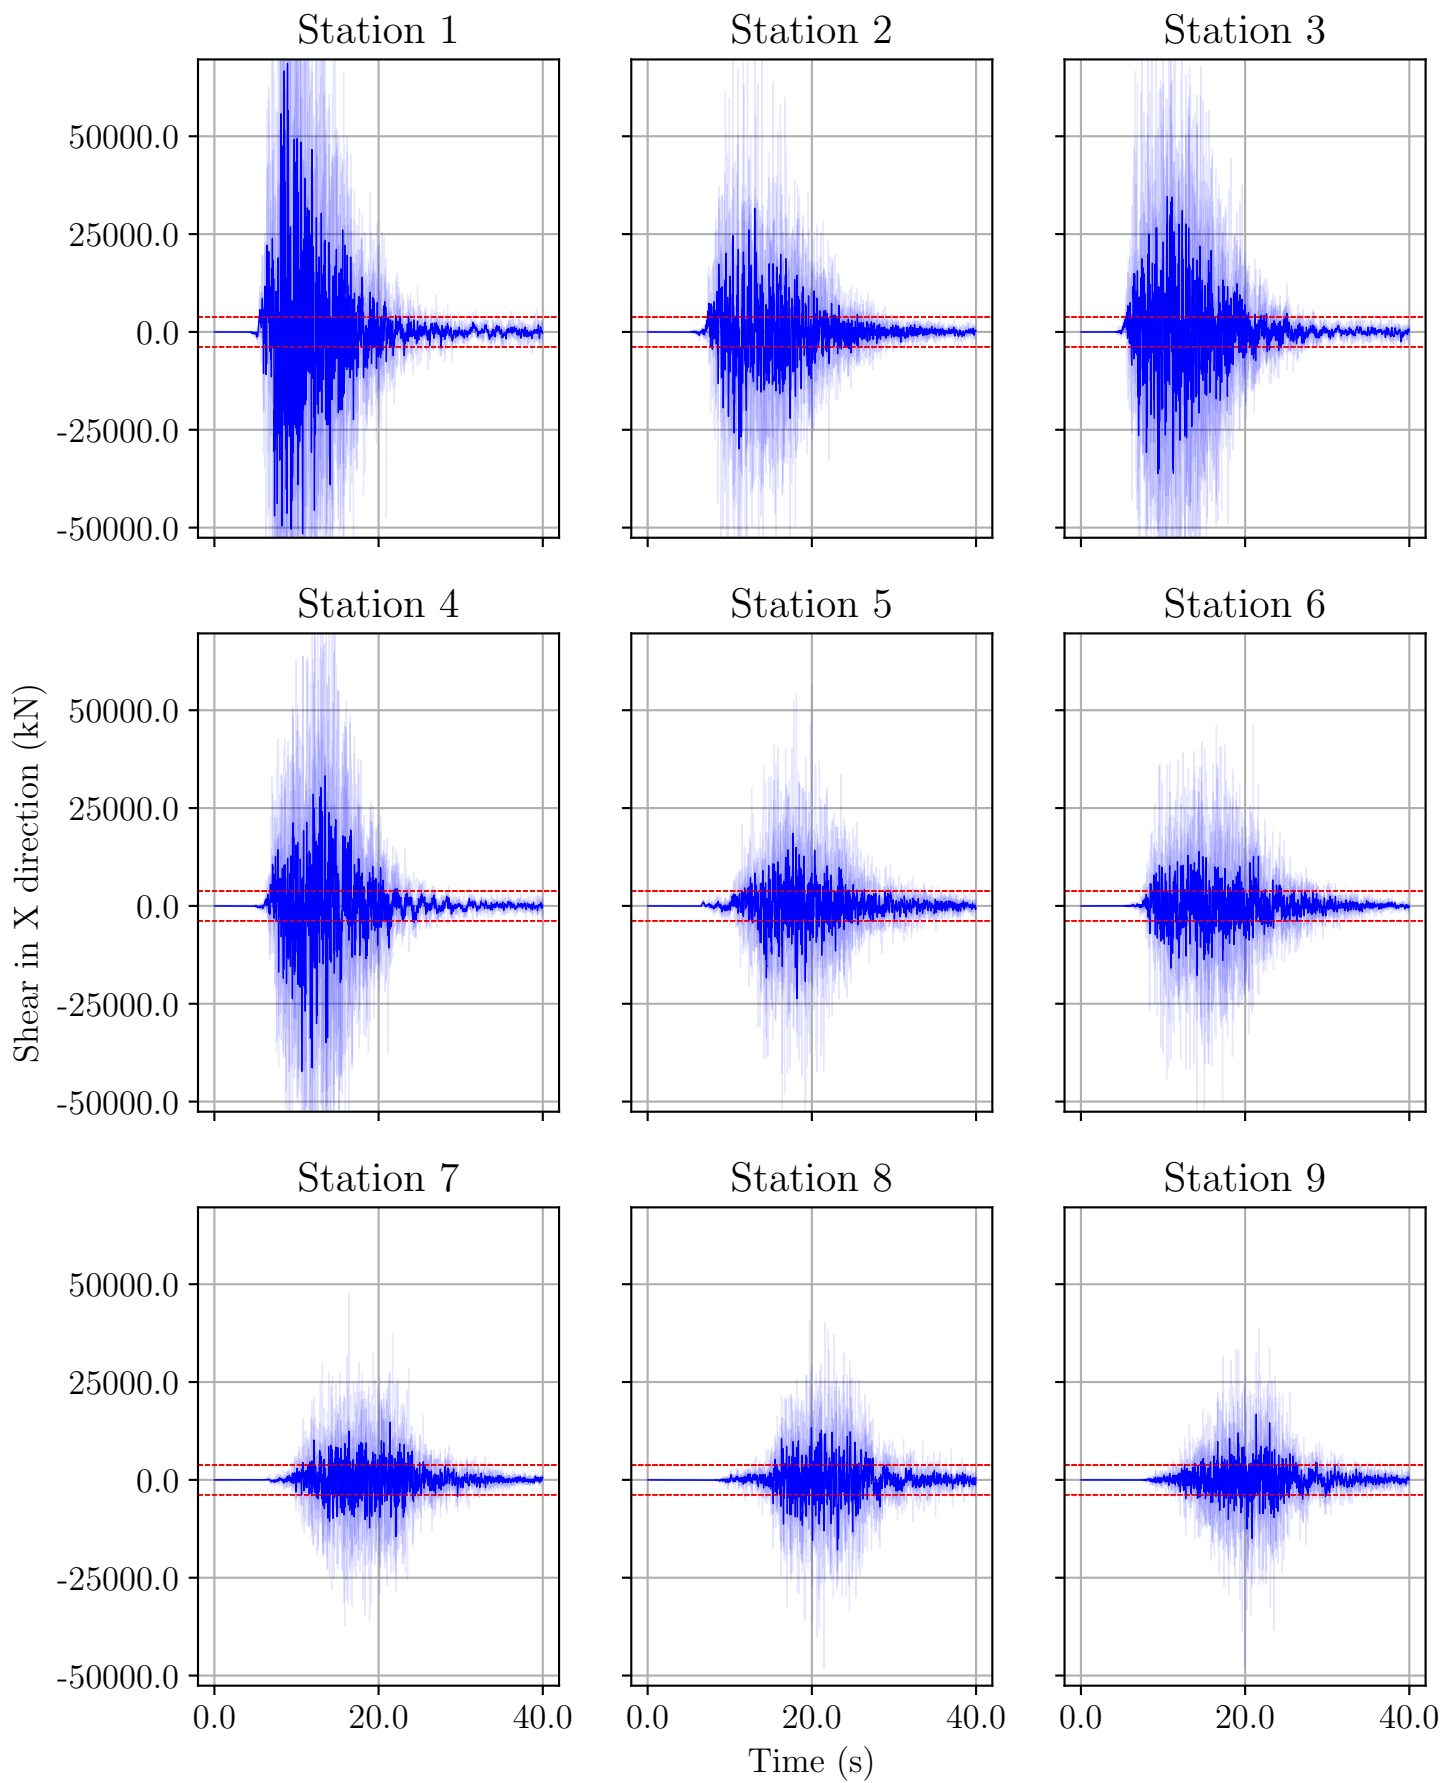 Station 1
Station 2
Station 3
50000.0
25000.0
0.0
-25000.0
-50000.0
Station 4
Station 5
Station 6
50000.0
25000.0
0.0
-25000.0
-50000.0
Shear in X direction (kN)
Station 7
Station 8
Station 9
50000.0
25000.0
0.0
-25000.0
-50000.0
0.0 20.0 40.0
0.0 20.0 40.0
0.0 20.0 40.0
Time (s)